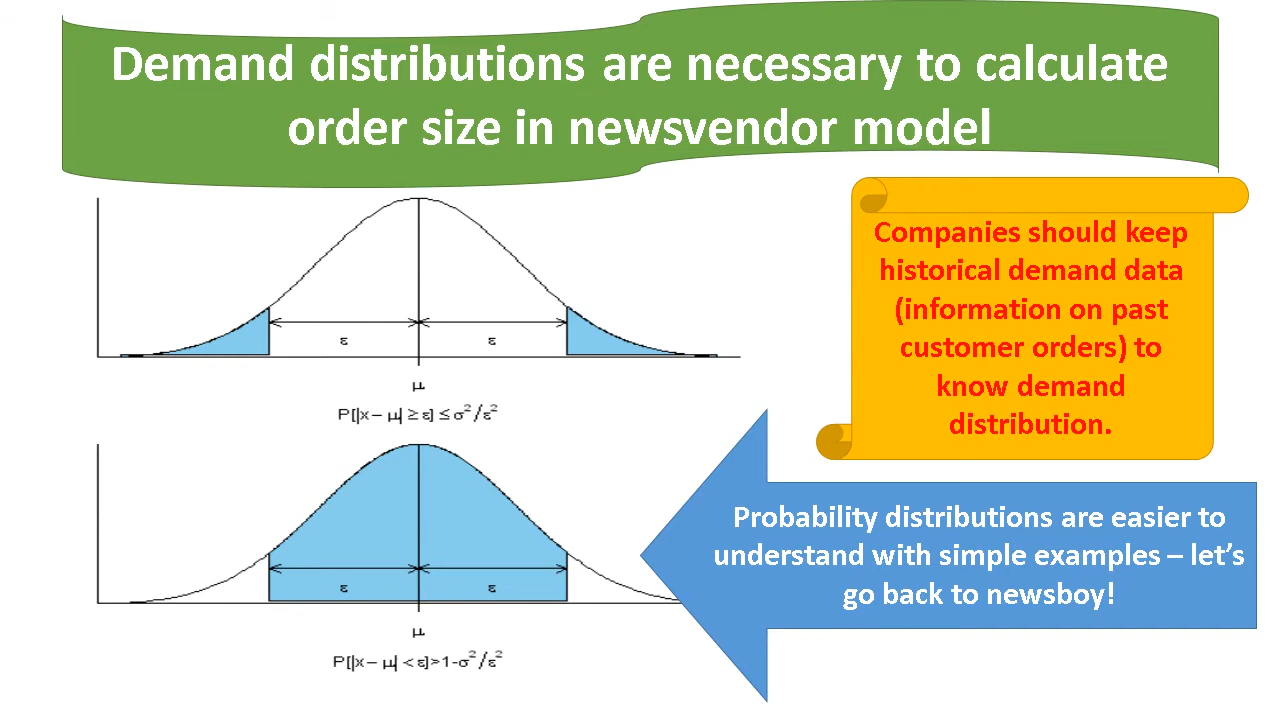 Demand distributions are necessary to calculate
order size in newsvendor model
Companies should keep
historical demand data
(information on past
customer orders) to
know demand
distribution.
ε ε
μ
P[|x – μ| ≥ ε] ≤ σ²/ε²
Probability distributions are easier to
understand with simple examples – let's
go back to newsboy!
ε ε
μ
P[|x – μ| < ε]>1-σ²/ε²